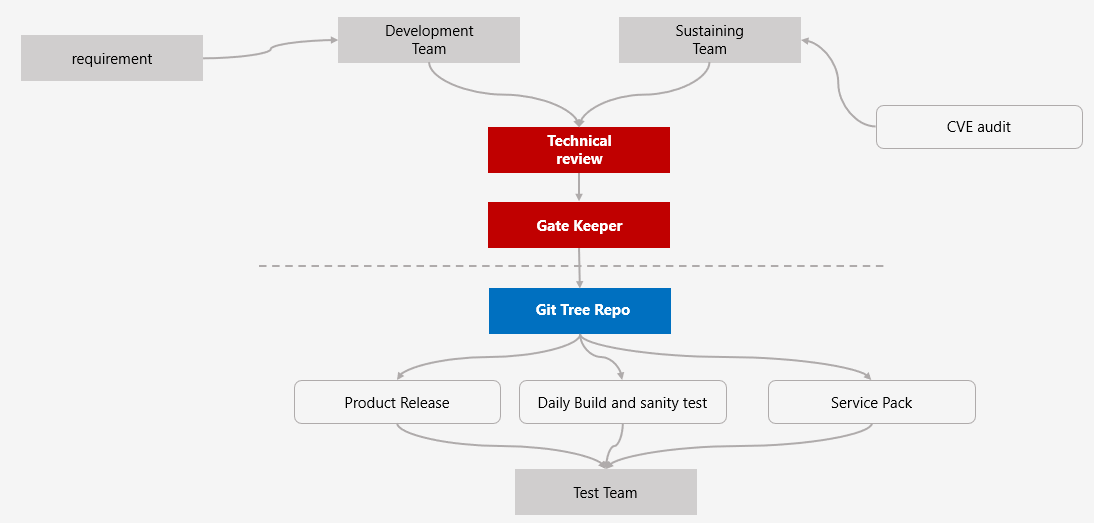 requirement
Development
Team
Sustaining
Team
CVE audit
Technical
review
Gate Keeper
Git Tree Repo
Product Release
Daily Build and sanity test
Service Pack
Test Team